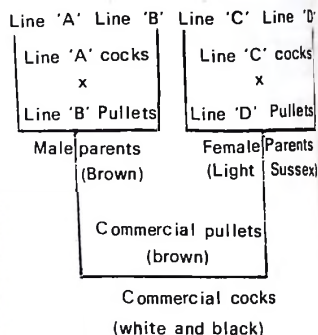 Line 'A' Line 'B' Line 'C' Line 'D'
Line 'A' cocks Line 'C' cocks
x x
Line 'B' Pullets Line 'D' Pullets
Male parents Female Parents
(Brown) (Light Sussex)
Commercial pullets
(brown)
Commercial cocks
(white and black)